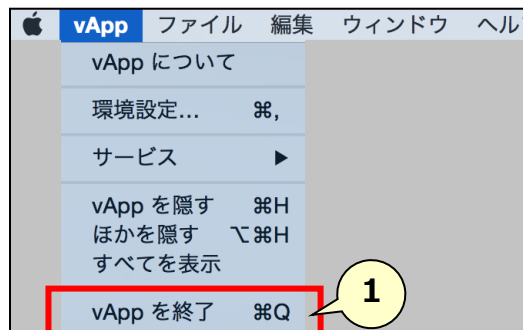 vApp ファイル 編集 ウィンドウ ヘル
vApp について
環境設定... ⌘,
サービス ▶
vApp を隠す ⌘H
ほかを隠す ⌥⌘H
すべてを表示
vApp を終了 ⌘Q
1